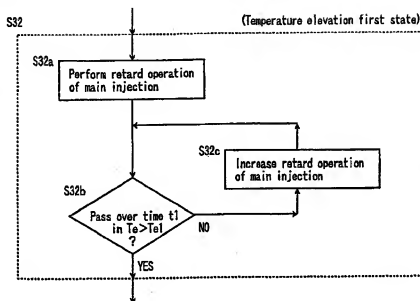 S32
(Temperature elevation first state)
S32a
Perform retard operation
of main injection
S32c
Increase retard operation
of main injection
S32b
Pass over time t1
in Te>Te1
?
NO
YES